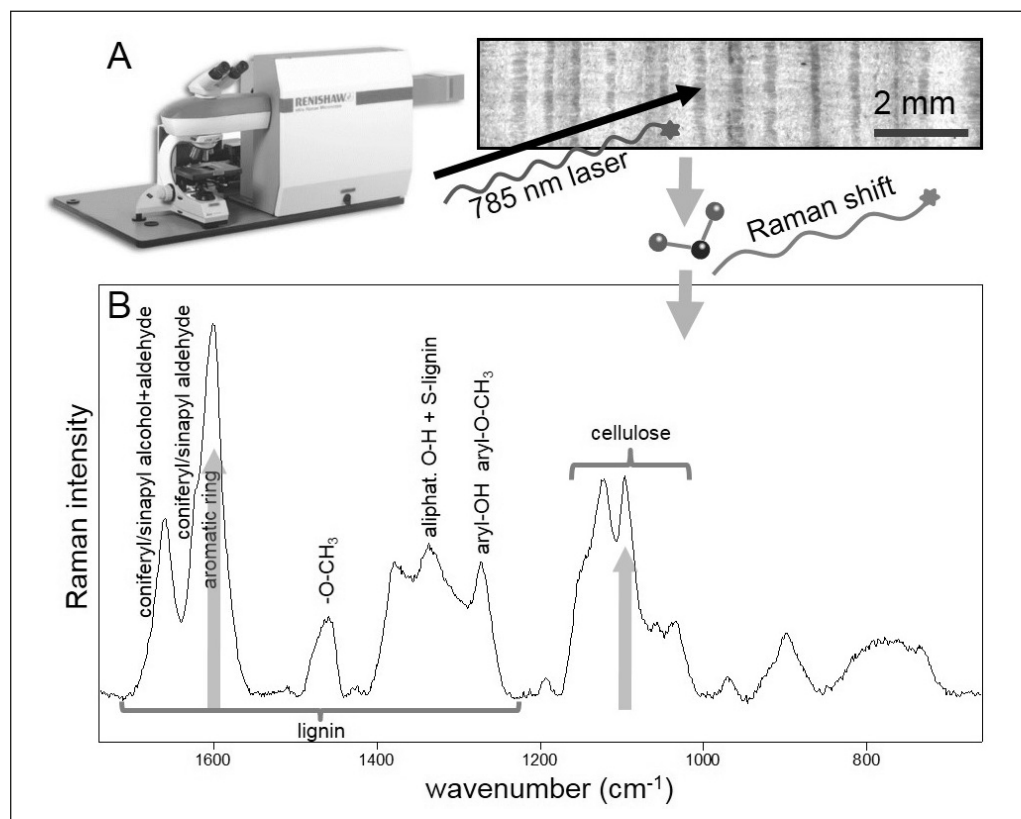 A
RENISHAW
2 mm
785 nm laser
Raman shift
B
coniferyl/sinapyl alcohol+aldehyde
coniferyl/sinapyl aldehyde
aromatic ring
-O-CH₃
aliphat. O-H + S-lignin
aryl-OH aryl-O-CH₃
cellulose
Raman intensity
lignin
1600 1400 1200 1000 800
wavenumber (cm⁻¹)